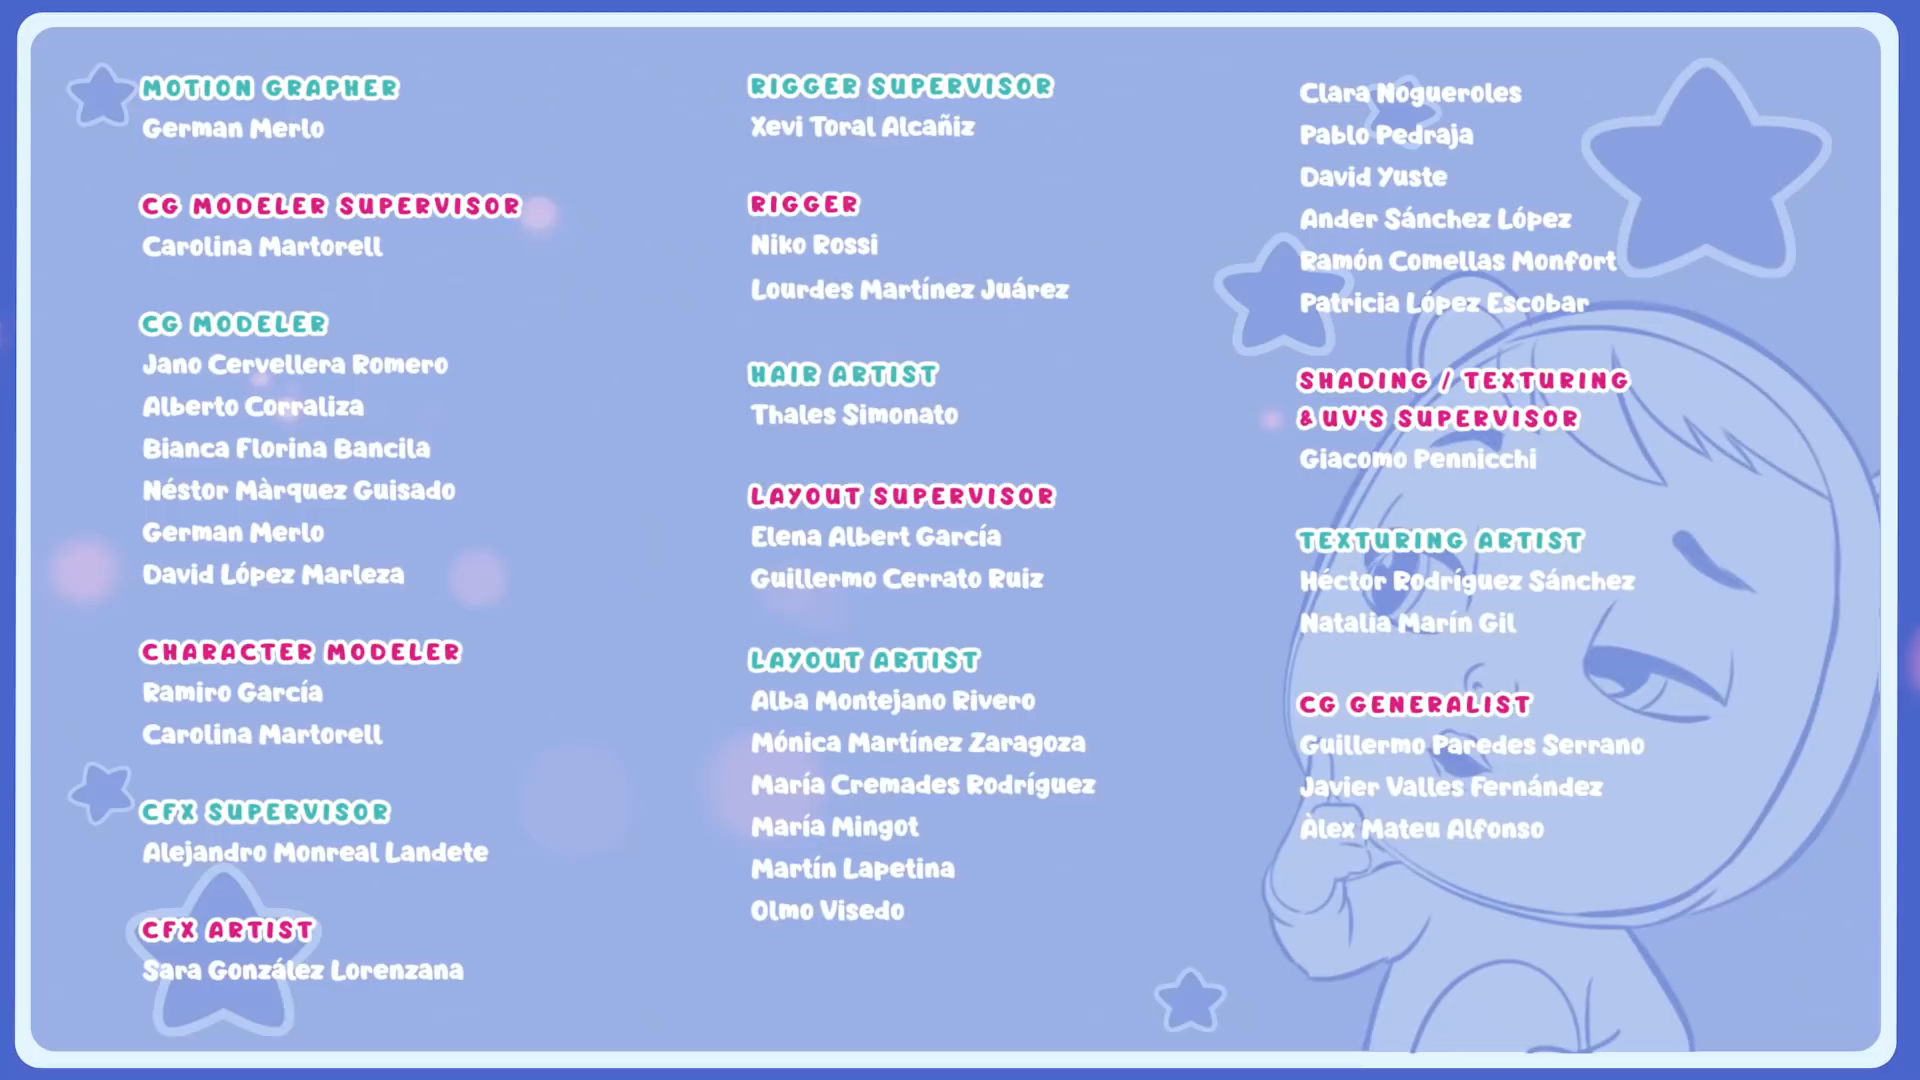 MOTION GRAPHER
German Merlo
CG MODELER SUPERVISOR
Carolina Martorell
CG MODELER
Jano Cervellera Romero
Alberto Corraliza
Bianca Florina Bancila
Néstor Màrquez Guisado
German Merlo
David López Marleza
CHARACTER MODELER
Ramiro García
Carolina Martorell
CFX SUPERVISOR
Alejandro Monreal Landete
CFX ARTIST
Sara González Lorenzana
RIGGER SUPERVISOR
Xevi Toral Alcañiz
RIGGER
Niko Rossi
Lourdes Martínez Juárez
HAIR ARTIST
Thales Simonato
LAYOUT SUPERVISOR
Elena Albert García
Guillermo Cerrato Ruiz
LAYOUT ARTIST
Alba Montejano Rivero
Mónica Martínez Zaragoza
María Cremades Rodríguez
María Mingot
Martín Lapetina
Olmo Visedo
Clara Nogueroles
Pablo Pedraja
David Yuste
Ander Sánchez López
Ramón Comellas Monfort
Patricia López Escobar
SHADING / TEXTURING
& UV'S SUPERVISOR
Giacomo Pennicchi
TEXTURING ARTIST
Héctor Rodríguez Sánchez
Natalia Marín Gil
CG GENERALIST
Guillermo Paredes Serrano
Javier Valles Fernández
Àlex Mateu Alfonso